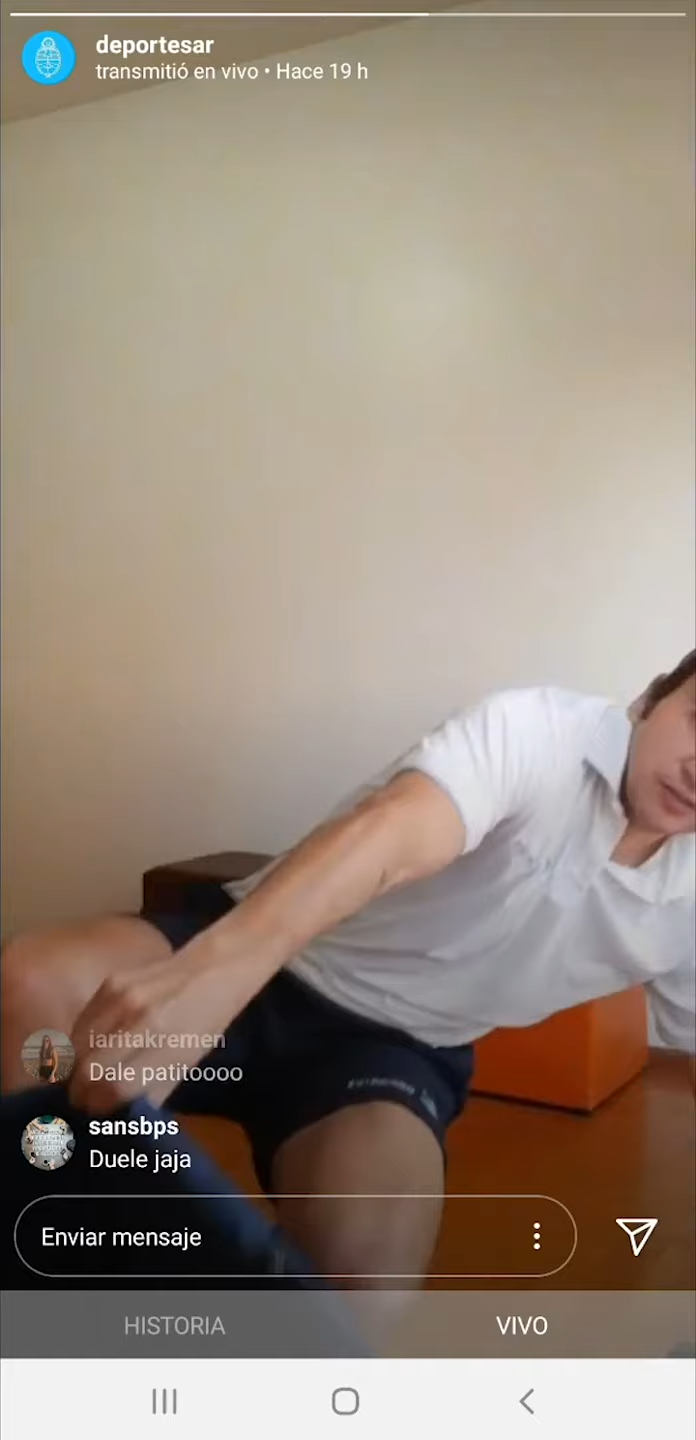 deportesar
transmitió en vivo • Hace 19 h
iaritakremen
Dale patitoooo
sansbps
Duele jaja
Enviar mensaje
HISTORIA
VIVO